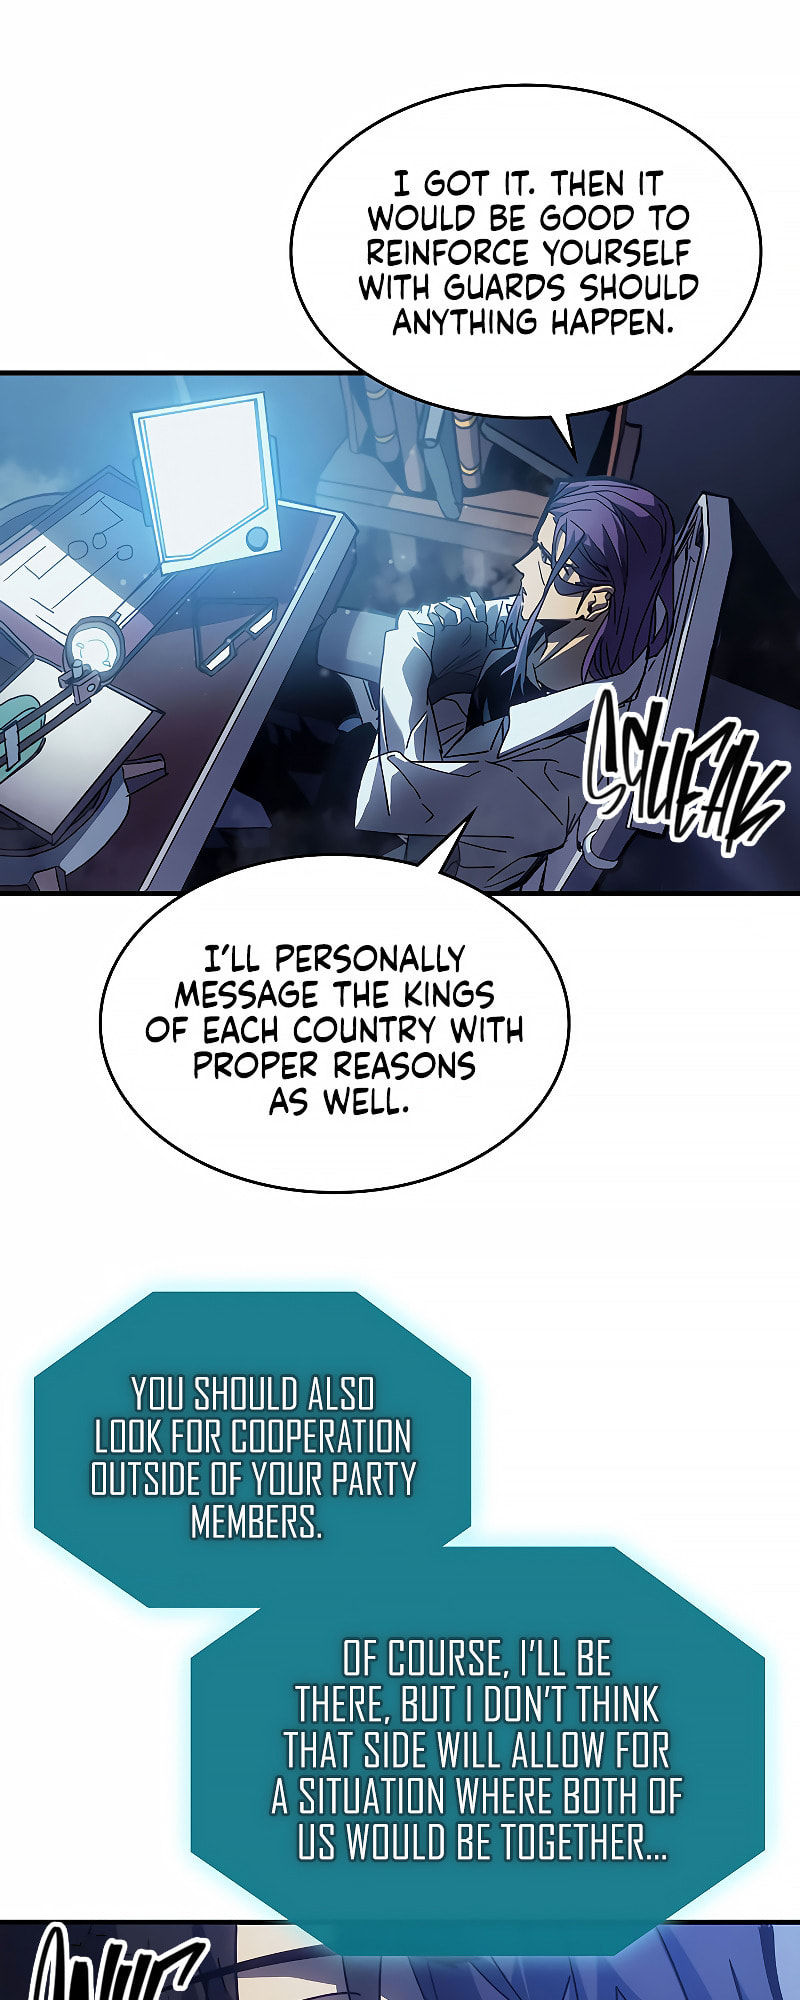 I GOT IT. THEN IT
WOULD BE GOOD TO
REINFORCE YOURSELF
WITH GUARDS SHOULD
ANYTHING HAPPEN.
SQUEAK
I'LL PERSONALLY
MESSAGE THE KINGS
OF EACH COUNTRY WITH
PROPER REASONS
AS WELL.
YOU SHOULD ALSO
LOOK FOR COOPERATION
OUTSIDE OF YOUR PARTY
MEMBERS.
OF COURSE, I'LL BE
THERE, BUT I DON'T THINK
THAT SIDE WILL ALLOW FOR
A SITUATION WHERE BOTH OF
US WOULD BE TOGETHER...